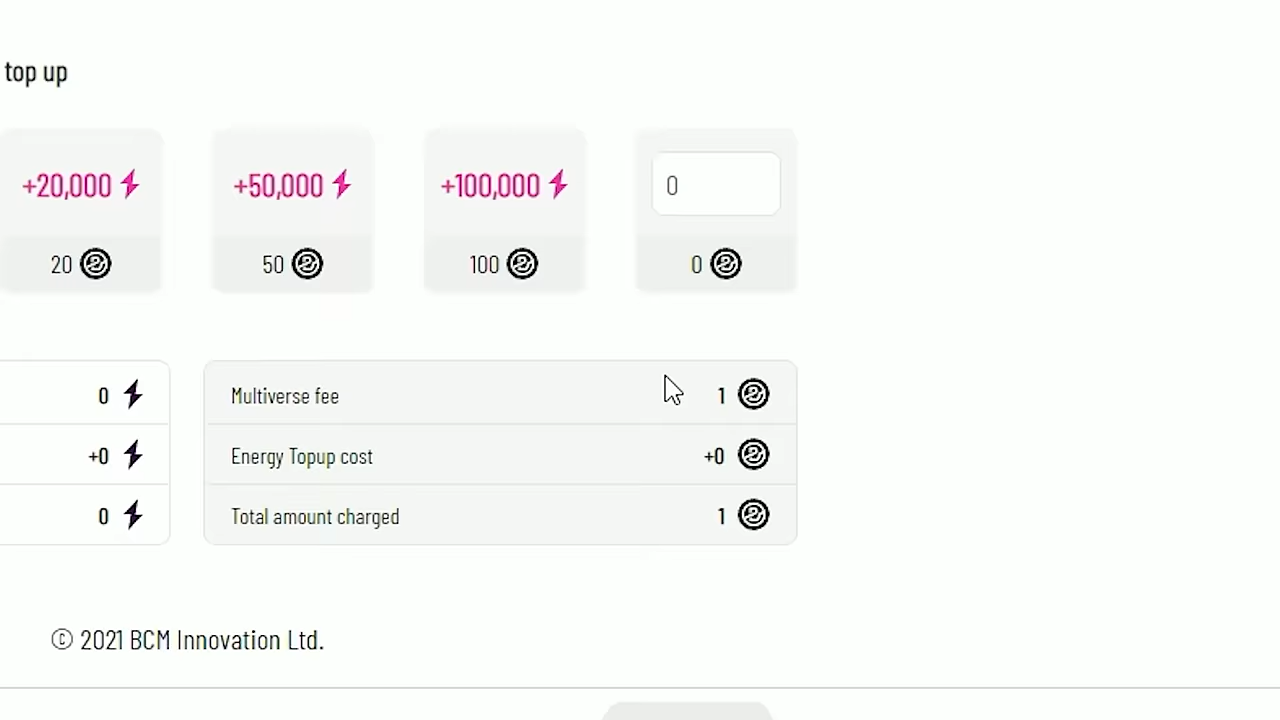 top up
+20,000 +50,000 +100,000 0
20 50 100 0
0 Multiverse fee 1
+0 Energy Topup cost +0
0 Total amount charged 1
© 2021 BCM Innovation Ltd.